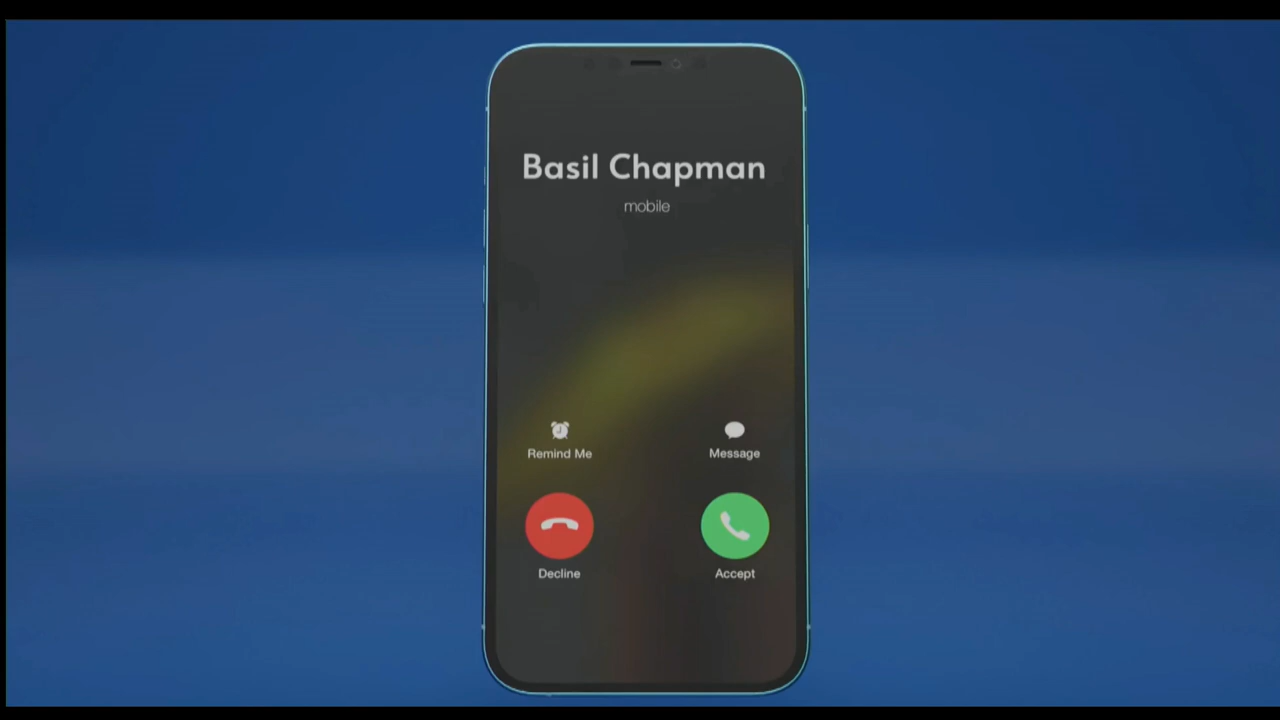 Basil Chapman
mobile
Remind Me
Message
Decline
Accept